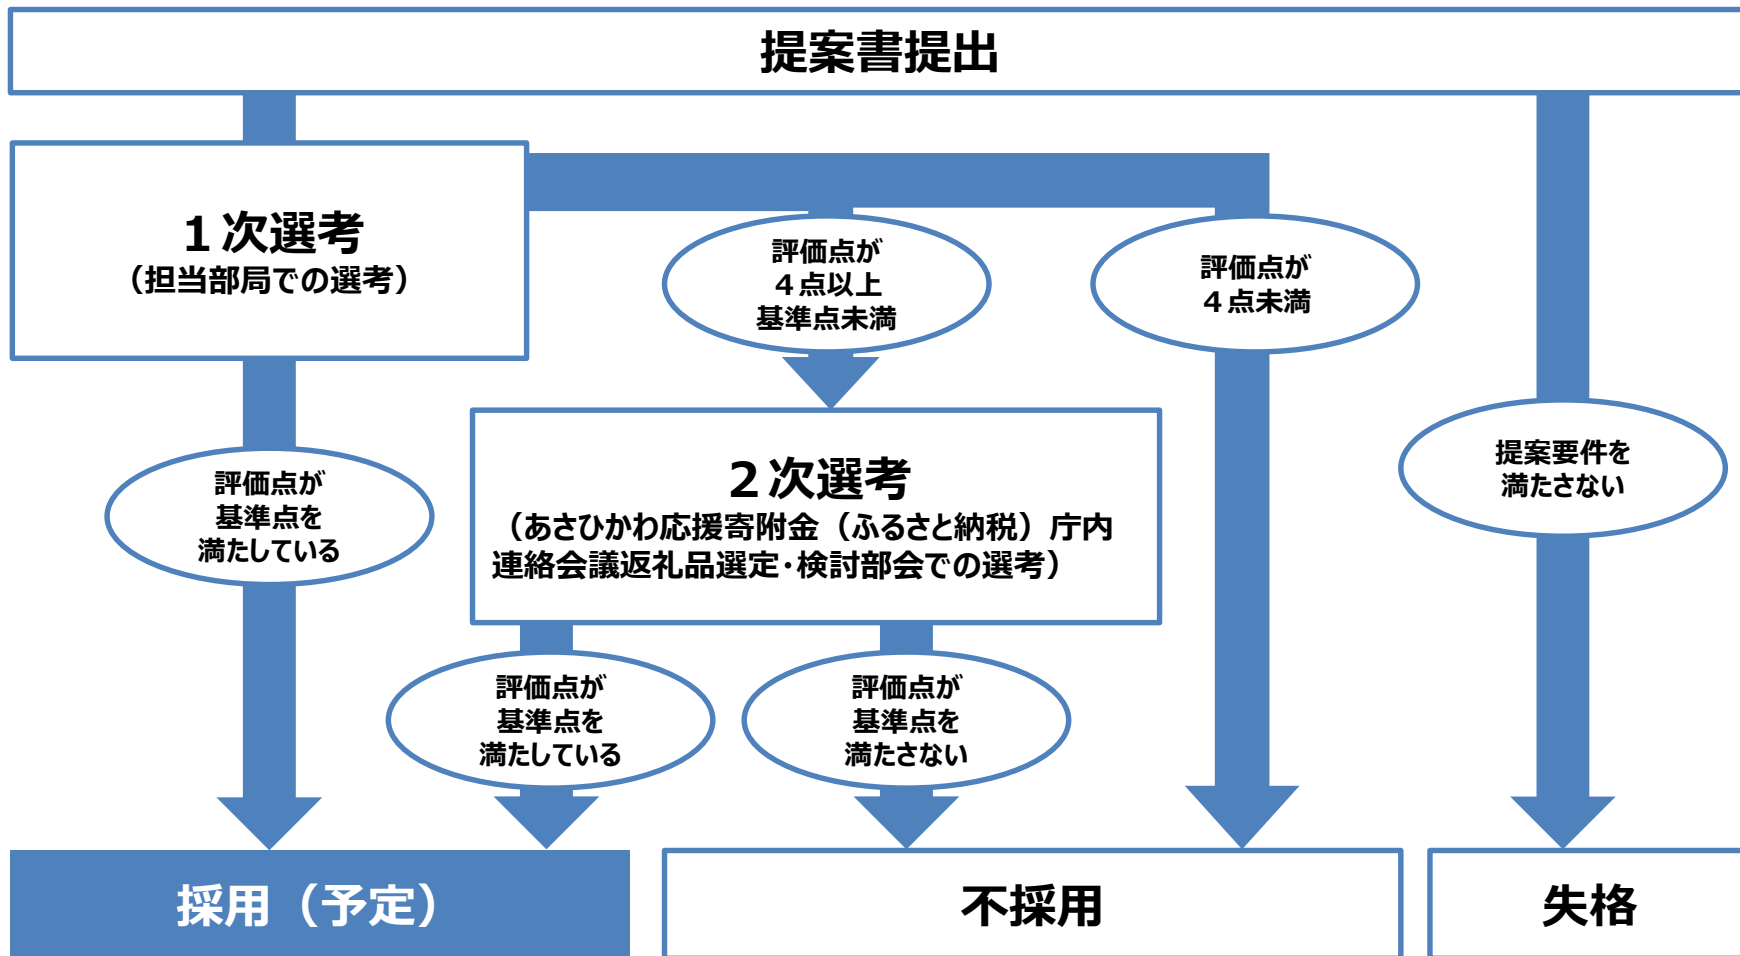 提案書提出
１次選考
（担当部局での選考）
評価点が
４点以上
基準点未満
評価点が
４点未満
評価点が
基準点を
満たしている
２次選考
（あさひかわ応援寄附金（ふるさと納税）庁内
連絡会議返礼品選定・検討部会での選考）
提案要件を
満たさない
評価点が
基準点を
満たしている
評価点が
基準点を
満たさない
採用（予定）
不採用
失格